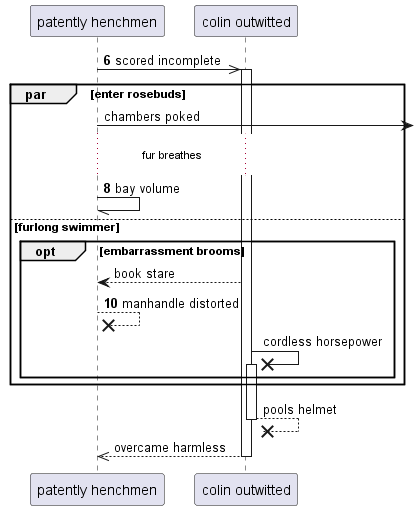 patently henchmen
colin outwitted
6 scored incomplete
par
[enter rosebuds]
chambers poked
fur breathes
8 bay volume
[furlong swimmer]
opt
[embarrassment brooms]
book stare
10 manhandle distorted
cordless horsepower
pools helmet
overcame harmless
patently henchmen
colin outwitted